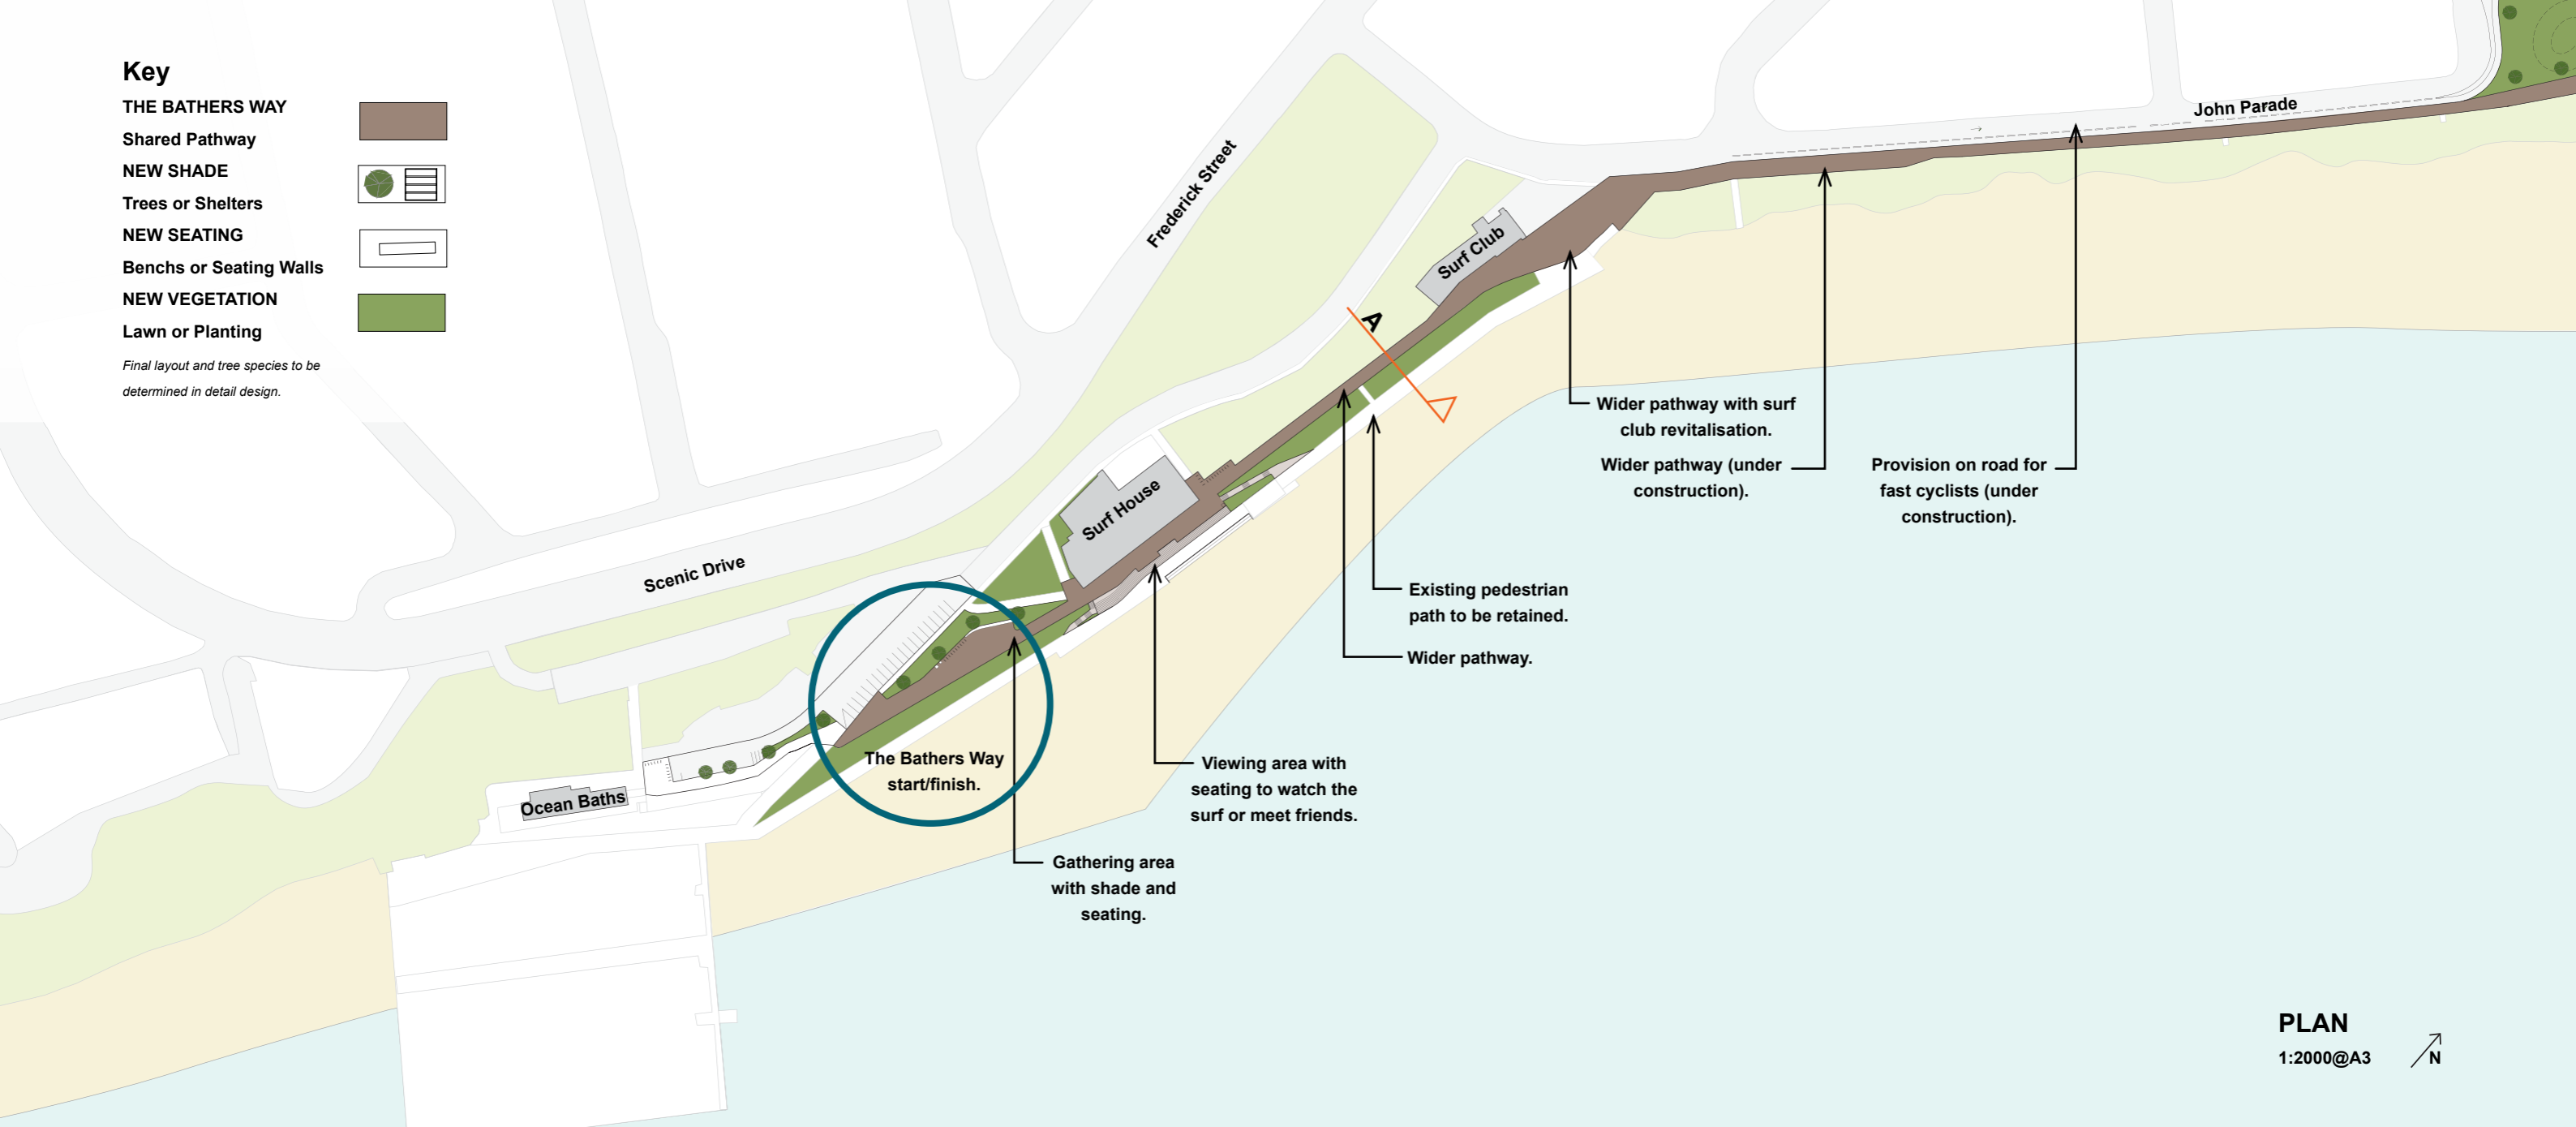 Key
THE BATHERS WAY
Shared Pathway
NEW SHADE
Trees or Shelters
NEW SEATING
Benchs or Seating Walls
NEW VEGETATION
Lawn or Planting
Final layout and tree species to be
determined in detail design.
John Parade
Frederick Street
Surf Club
A
Wider pathway with surf
club revitalisation.
Wider pathway (under
construction).
Provision on road for
fast cyclists (under
construction).
Surf House
Scenic Drive
Existing pedestrian
path to be retained.
Wider pathway.
The Bathers Way
start/finish.
Viewing area with
seating to watch the
surf or meet friends.
Ocean Baths
Gathering area
with shade and
seating.
PLAN
1:2000@A3
N